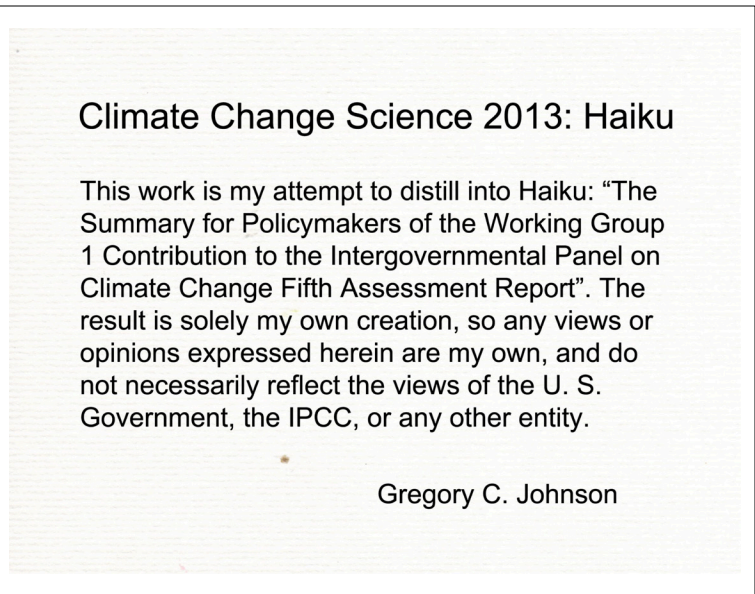 Climate Change Science 2013: Haiku
This work is my attempt to distill into Haiku: “The
Summary for Policymakers of the Working Group
1 Contribution to the Intergovernmental Panel on
Climate Change Fifth Assessment Report”. The
result is solely my own creation, so any views or
opinions expressed herein are my own, and do
not necessarily reflect the views of the U. S.
Government, the IPCC, or any other entity.
Gregory C. Johnson